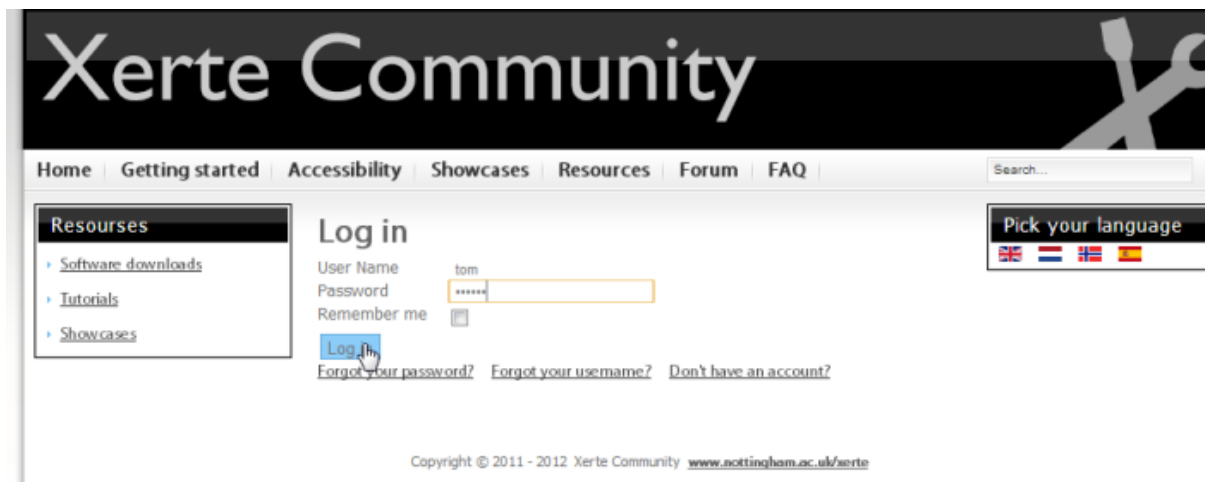 Xerte Community
Home Getting started Accessibility Showcases Resources Forum FAQ
Search...
Resourses
Software downloads
Tutorials
Showcases
Log in
User Name tom
Password ••••••
Remember me
Log
Forgot your password? Forgot your username? Don't have an account?
Pick your language
Copyright © 2011 - 2012 Xerte Community www.nottingham.ac.uk/xerte